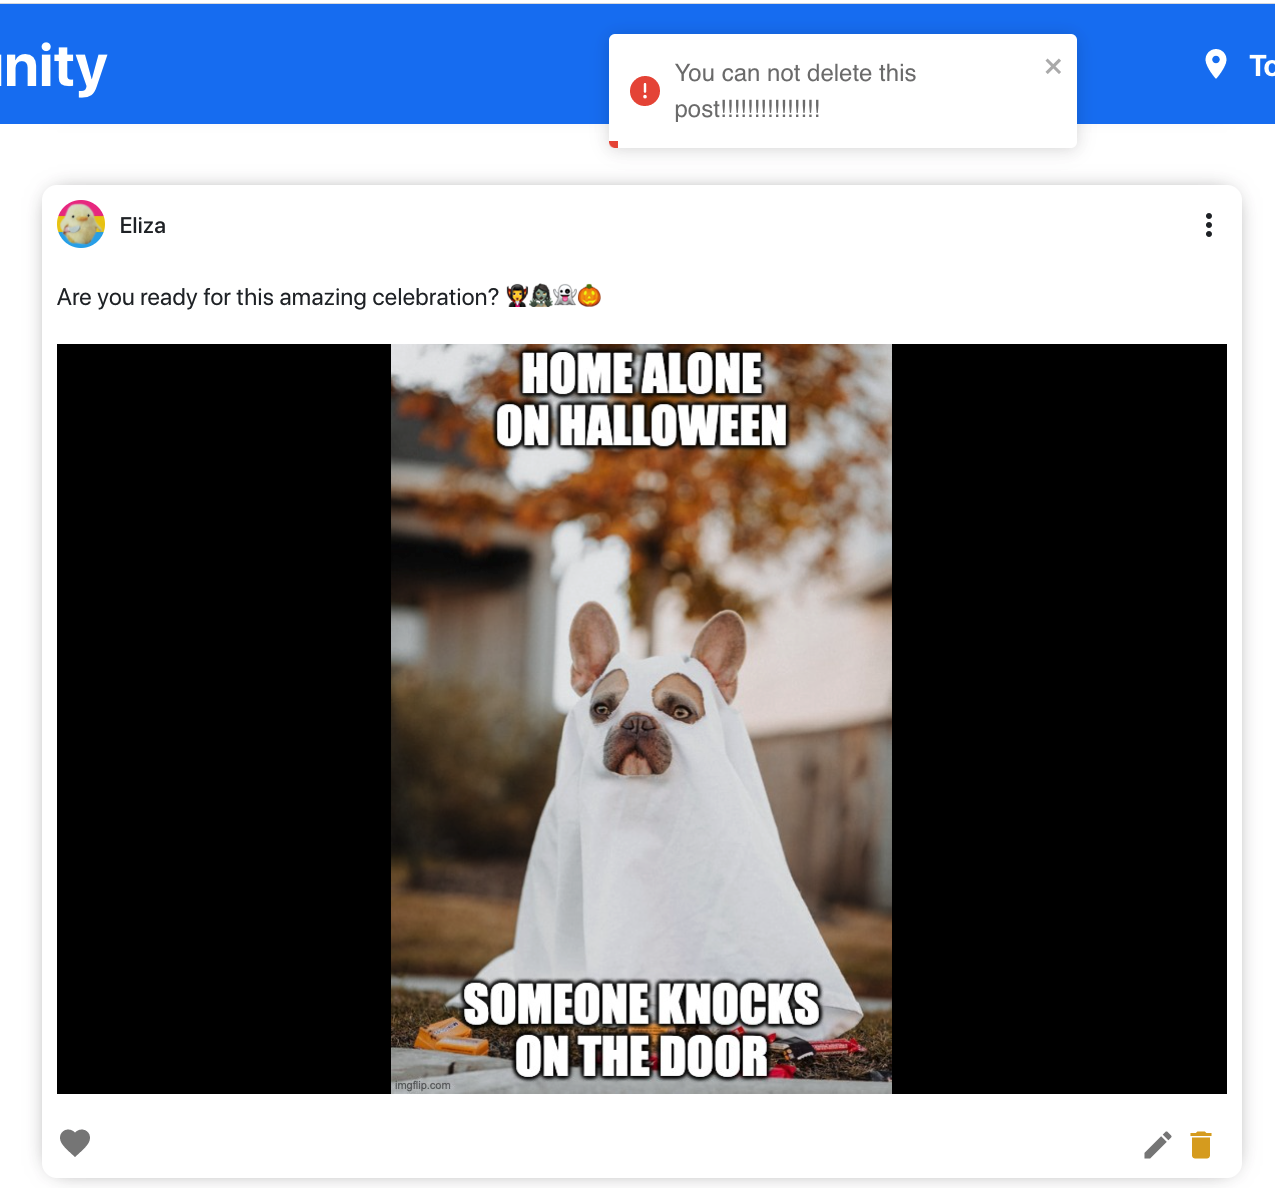 nity
You can not delete this
post!!!!!!!!!!!!!!!
To
Eliza
Are you ready for this amazing celebration? 🧛‍♀️🧟‍♀️👻🎃
HOME ALONE
ON HALLOWEEN
SOMEONE KNOCKS
ON THE DOOR
imgflip.com